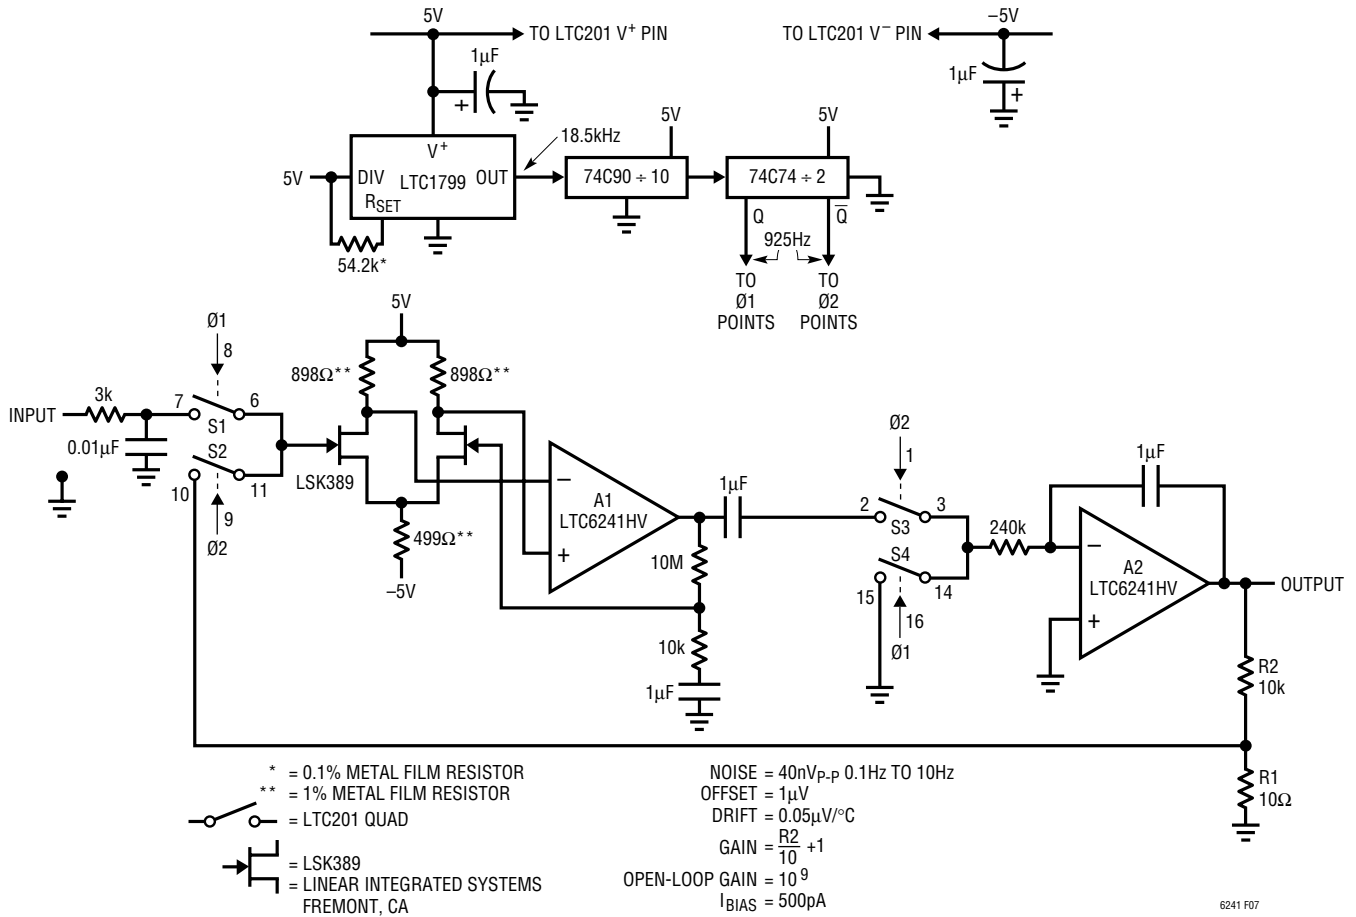 5V
TO LTC201 V+ PIN
TO LTC201 V– PIN
–5V
1µF
+
1µF
+
5V
DIV
V+
LTC1799
OUT
RSET
54.2k*
18.5kHz
5V
74C90 ÷ 10
5V
74C74 ÷ 2
Q
Q̅
925Hz
TO
Ø1
POINTS
TO
Ø2
POINTS
INPUT
3k
0.01µF
Ø1
8
7
6
S1
S2
10
11
9
Ø2
5V
898Ω**
898Ω**
LSK389
499Ω**
–5V
–
A1
LTC6241HV
+
1µF
10M
10k
1µF
Ø2
1
2
3
S3
S4
15
14
16
Ø1
240k
1µF
–
A2
LTC6241HV
+
OUTPUT
R2
10k
R1
10Ω
* = 0.1% METAL FILM RESISTOR
** = 1% METAL FILM RESISTOR
= LTC201 QUAD
= LSK389
= LINEAR INTEGRATED SYSTEMS
FREMONT, CA
NOISE = 40nVP-P 0.1Hz TO 10Hz
OFFSET = 1µV
DRIFT = 0.05µV/°C
GAIN = R2/10 +1
OPEN-LOOP GAIN = 10⁹
IBIAS = 500pA
6241 F07